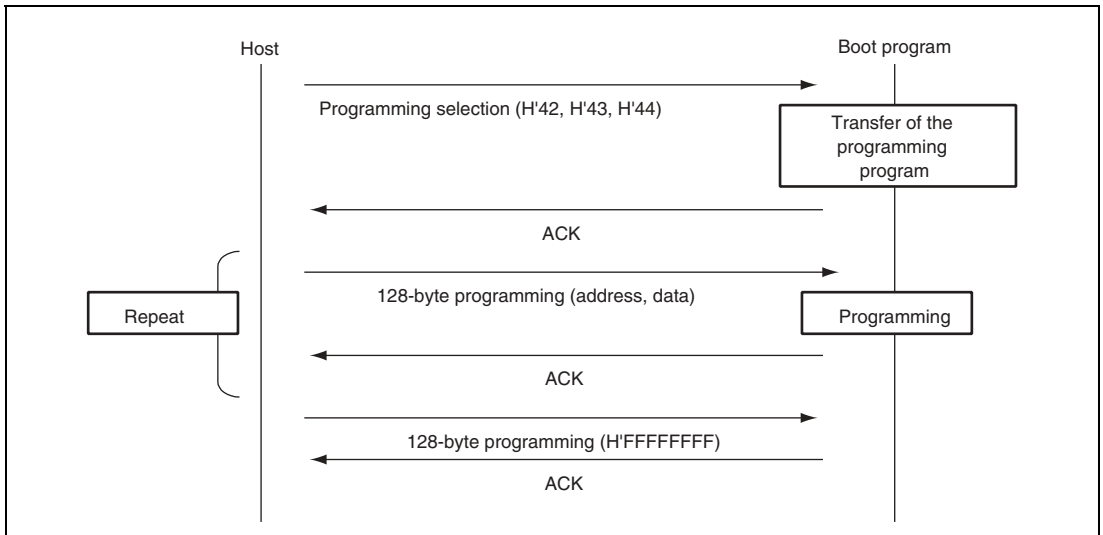 Host
Boot program
Programming selection (H'42, H'43, H'44)
Transfer of the
programming
program
ACK
128-byte programming (address, data)
Repeat
Programming
ACK
128-byte programming (H'FFFFFFFF)
ACK